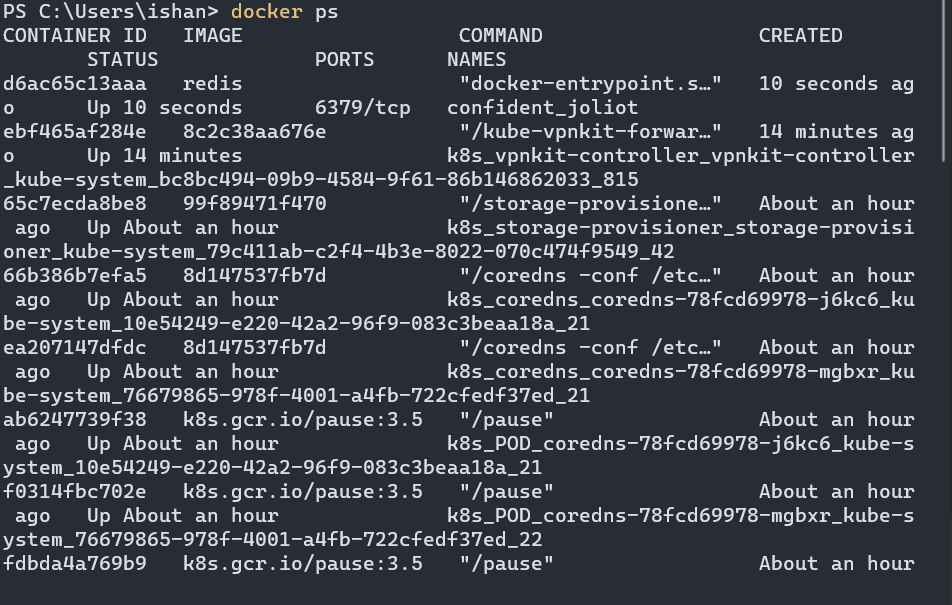 PS C:\Users\ishan> docker ps
CONTAINER ID   IMAGE                  COMMAND                  CREATED
       STATUS             PORTS      NAMES
d6ac65c13aaa   redis                  "docker-entrypoint.s…"   10 seconds ag
o      Up 10 seconds      6379/tcp   confident_joliot
ebf465af284e   8c2c38aa676e           "/kube-vpnkit-forwar…"   14 minutes ag
o      Up 14 minutes                 k8s_vpnkit-controller_vpnkit-controller
_kube-system_bc8bc494-09b9-4584-9f61-86b146862033_815
65c7ecda8be8   99f89471f470           "/storage-provisione…"   About an hour
 ago   Up About an hour              k8s_storage-provisioner_storage-provisi
oner_kube-system_79c411ab-c2f4-4b3e-8022-070c474f9549_42
66b386b7efa5   8d147537fb7d           "/coredns -conf /etc…"   About an hour
 ago   Up About an hour              k8s_coredns_coredns-78fcd69978-j6kc6_ku
be-system_10e54249-e220-42a2-96f9-083c3beaa18a_21
ea207147dfdc   8d147537fb7d           "/coredns -conf /etc…"   About an hour
 ago   Up About an hour              k8s_coredns_coredns-78fcd69978-mgbxr_ku
be-system_76679865-978f-4001-a4fb-722cfedf37ed_21
ab6247739f38   k8s.gcr.io/pause:3.5   "/pause"                 About an hour
 ago   Up About an hour              k8s_POD_coredns-78fcd69978-j6kc6_kube-s
ystem_10e54249-e220-42a2-96f9-083c3beaa18a_21
f0314fbc702e   k8s.gcr.io/pause:3.5   "/pause"                 About an hour
 ago   Up About an hour              k8s_POD_coredns-78fcd69978-mgbxr_kube-s
ystem_76679865-978f-4001-a4fb-722cfedf37ed_22
fdbda4a769b9   k8s.gcr.io/pause:3.5   "/pause"                 About an hour